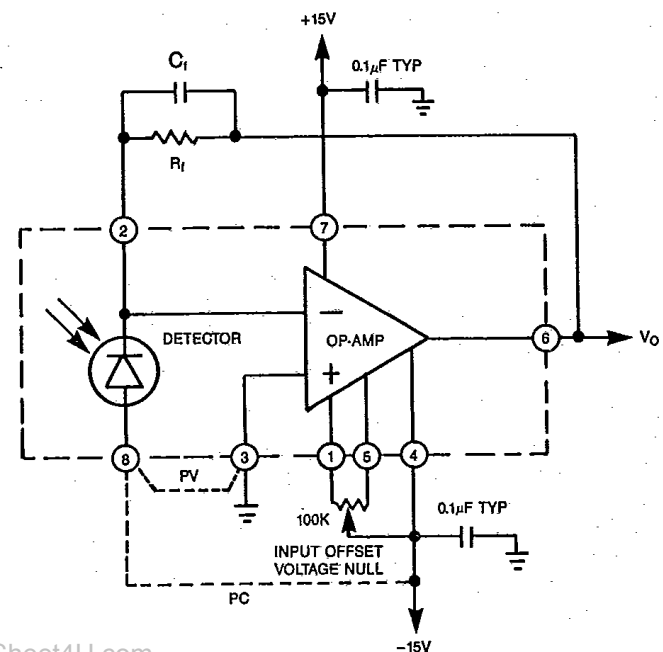 +15V
0.1µF TYP
Cf
Rf
2
7
DETECTOR
−
OP-AMP
+
6
VO
8
3
1
5
4
PV
100K
0.1µF TYP
INPUT OFFSET
VOLTAGE NULL
PC
−15V